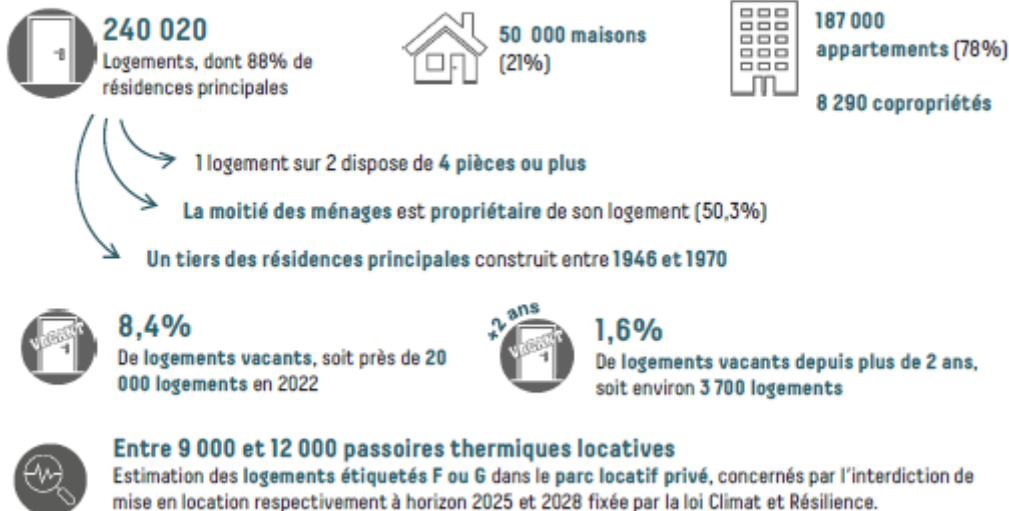 240 020
Logements, dont 88% de
résidences principales
50 000 maisons
(21%)
187 000
appartements (78%)
8 290 copropriétés
1 logement sur 2 dispose de 4 pièces ou plus
La moitié des ménages est propriétaire de son logement (50,3%)
Un tiers des résidences principales construit entre 1946 et 1970
VACANT
8,4%
De logements vacants, soit près de 20
000 logements en 2022
+2 ans
VACANT
1,6%
De logements vacants depuis plus de 2 ans,
soit environ 3 700 logements
Entre 9 000 et 12 000 passoires thermiques locatives
Estimation des logements étiquetés F ou G dans le parc locatif privé, concernés par l'interdiction de
mise en location respectivement à horizon 2025 et 2028 fixée par la loi Climat et Résilience.